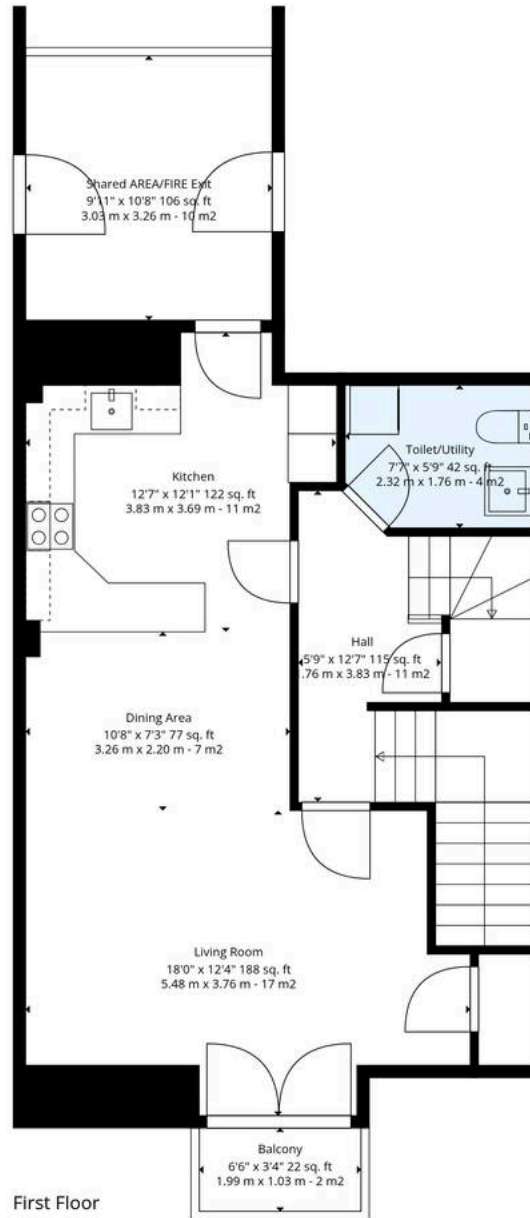 Shared AREA/FIRE Exit
9'11" x 10'8" 106 sq. ft
3.03 m x 3.26 m - 10 m2
Toilet/Utility
7'7" x 5'9" 42 sq. ft
2.32 m x 1.76 m - 4 m2
Kitchen
12'7" x 12'1" 122 sq. ft
3.83 m x 3.69 m - 11 m2
Hall
5'9" x 12'7" 115 sq. ft
.76 m x 3.83 m - 11 m2
Dining Area
10'8" x 7'3" 77 sq. ft
3.26 m x 2.20 m - 7 m2
Living Room
18'0" x 12'4" 188 sq. ft
5.48 m x 3.76 m - 17 m2
Balcony
6'6" x 3'4" 22 sq. ft
1.99 m x 1.03 m - 2 m2
First Floor